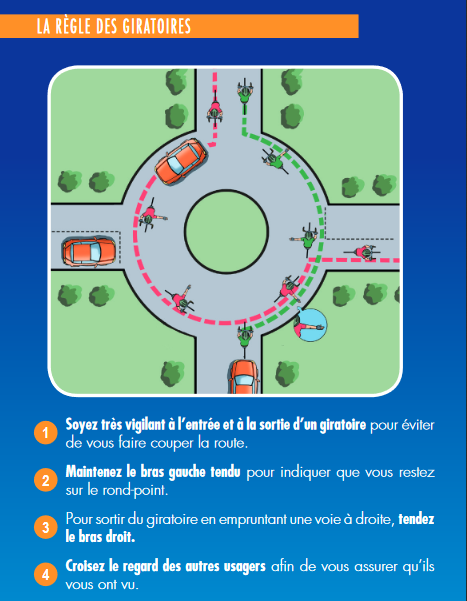 LA RÈGLE DES GIRATOIRES
1 Soyez très vigilant à l'entrée et à la sortie d'un giratoire pour éviter
de vous faire couper la route.
2 Maintenez le bras gauche tendu pour indiquer que vous restez
sur le rond-point.
3 Pour sortir du giratoire en empruntant une voie à droite, tendez
le bras droit.
4 Croisez le regard des autres usagers afin de vous assurer qu'ils
vous ont vu.